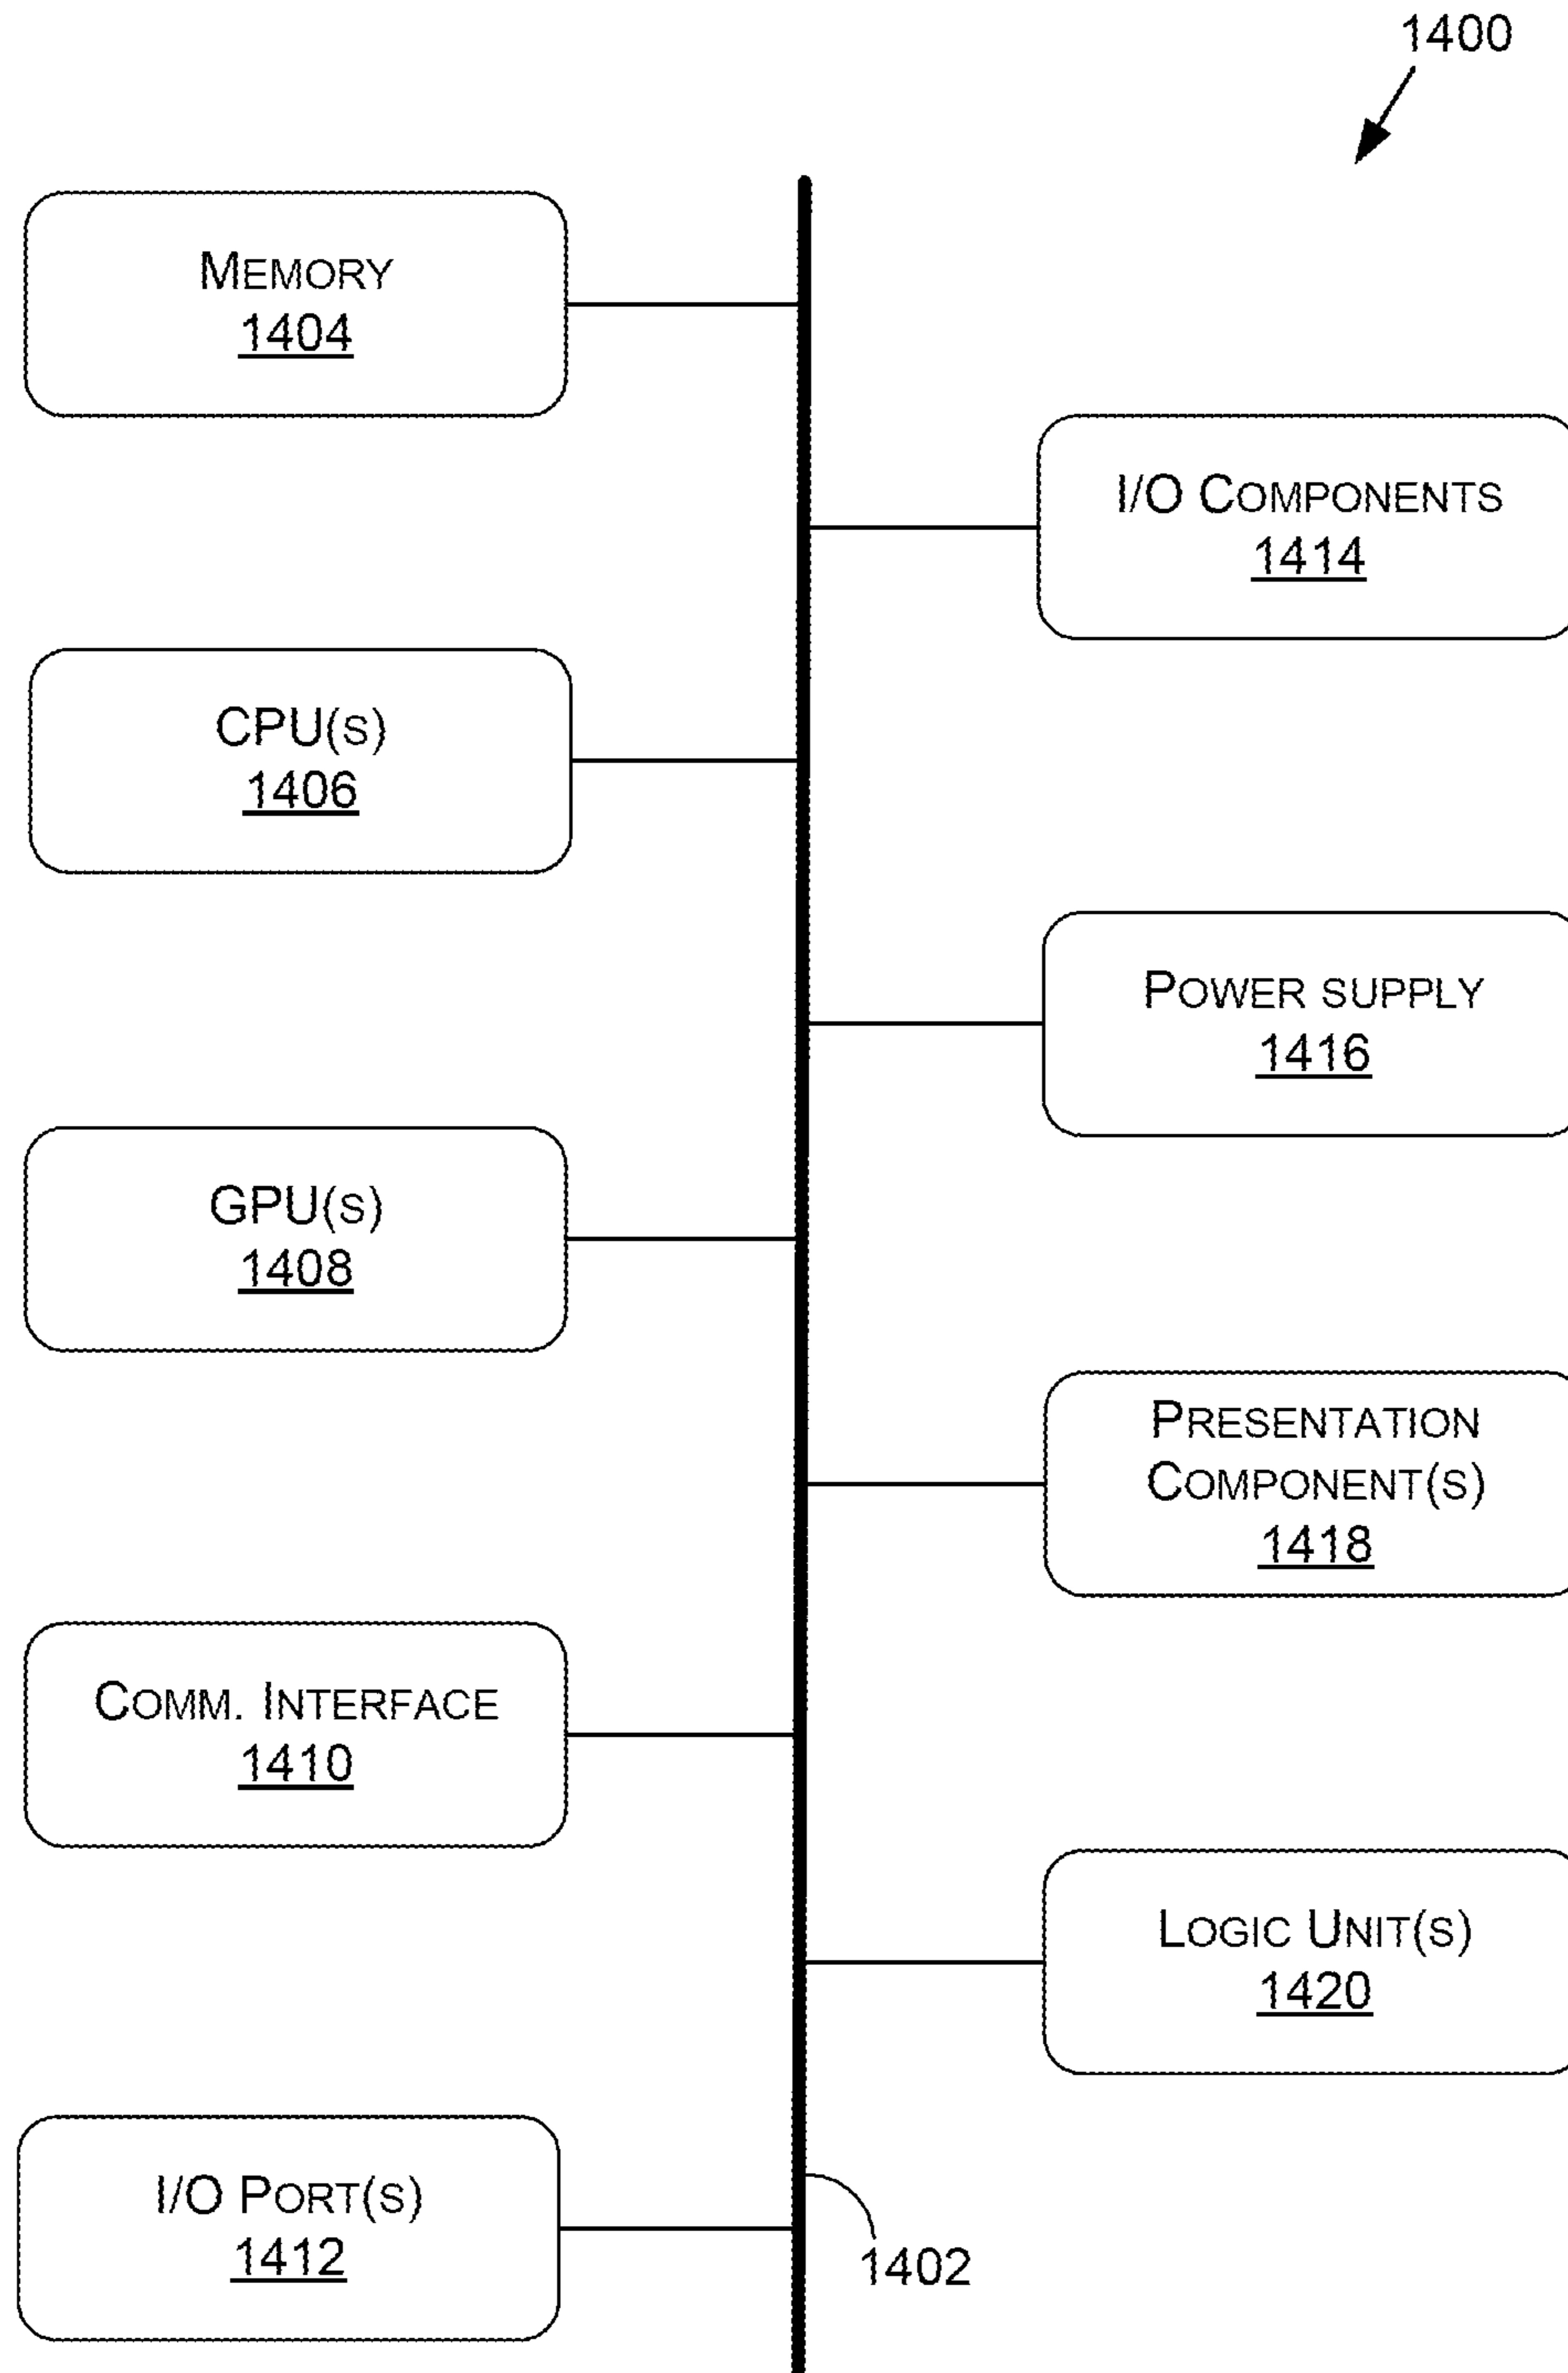 1400
MEMORY
1404
I/O COMPONENTS
1414
CPU(S)
1406
POWER SUPPLY
1416
GPU(S)
1408
PRESENTATION
COMPONENT(S)
1418
COMM. INTERFACE
1410
LOGIC UNIT(S)
1420
I/O PORT(S)
1412
1402